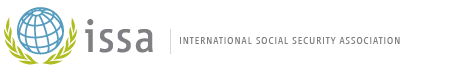 issa
INTERNATIONAL SOCIAL SECURITY ASSOCIATION